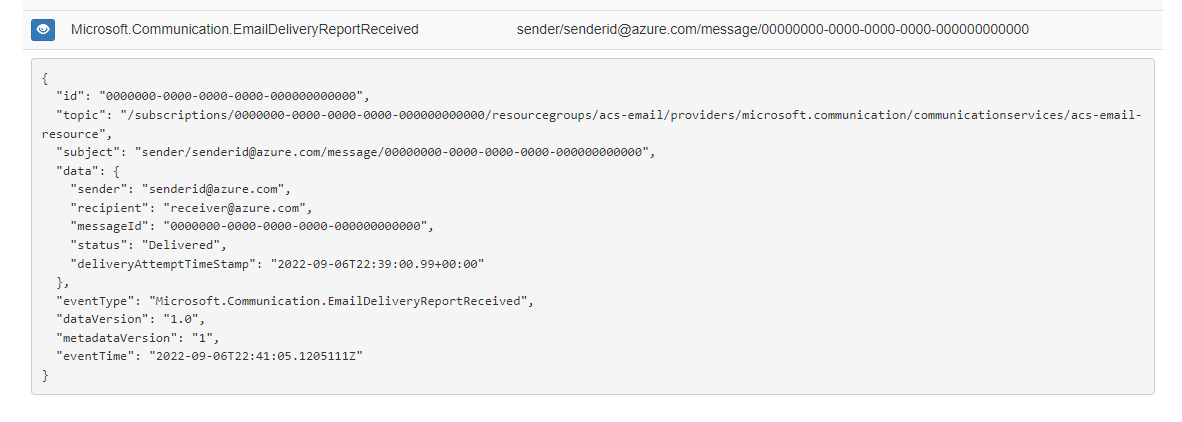 Microsoft.Communication.EmailDeliveryReportReceived sender/senderid@azure.com/message/00000000-0000-0000-0000-000000000000
{
  "id": "0000000-0000-0000-0000-000000000000",
  "topic": "/subscriptions/0000000-0000-0000-0000-000000000000/resourcegroups/acs-email/providers/microsoft.communication/communicationservices/acs-email-
resource",
  "subject": "sender/senderid@azure.com/message/00000000-0000-0000-0000-000000000000",
  "data": {
    "sender": "senderid@azure.com",
    "recipient": "receiver@azure.com",
    "messageId": "0000000-0000-0000-0000-000000000000",
    "status": "Delivered",
    "deliveryAttemptTimeStamp": "2022-09-06T22:39:00.99+00:00"
  },
  "eventType": "Microsoft.Communication.EmailDeliveryReportReceived",
  "dataVersion": "1.0",
  "metadataVersion": "1",
  "eventTime": "2022-09-06T22:41:05.1205111Z"
}